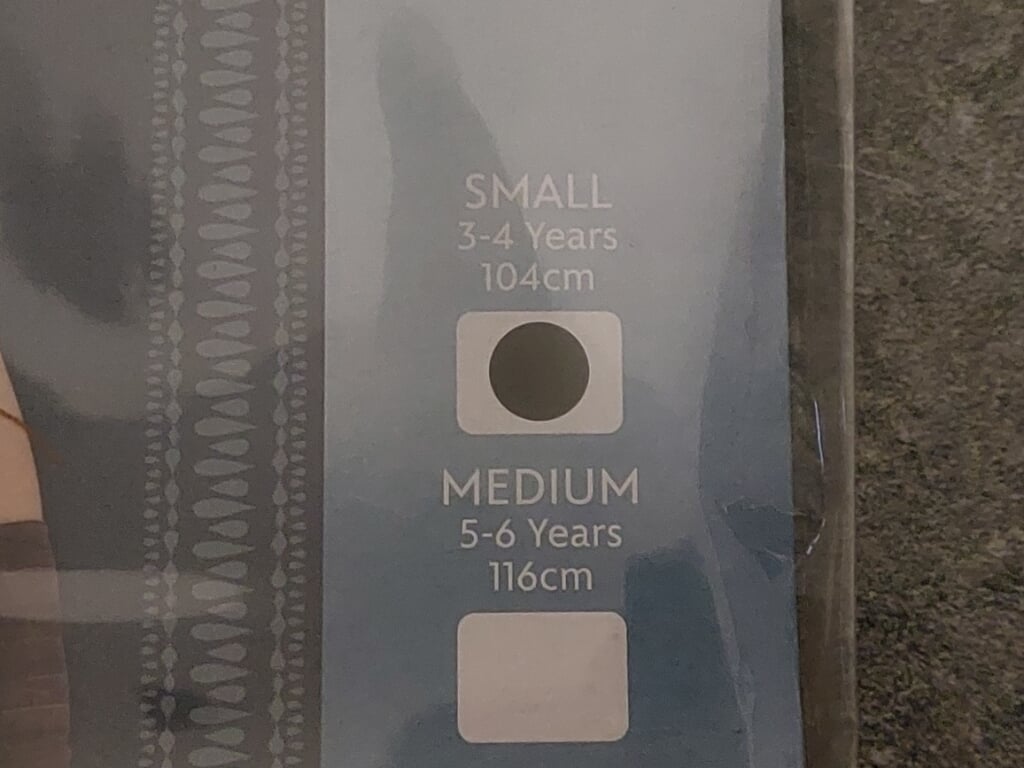 SMALL
3-4 Years
104cm
MEDIUM
5-6 Years
116cm